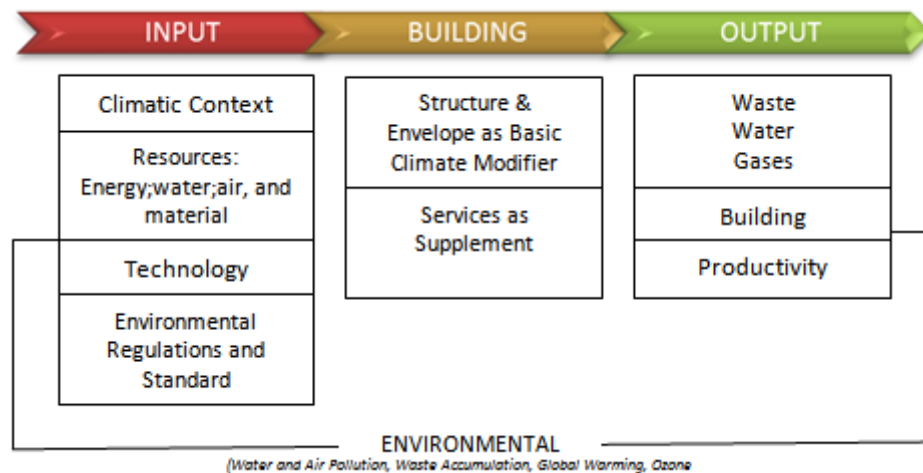 INPUT
BUILDING
OUTPUT
Climatic Context
Resources:
Energy;water;air, and
material
Technology
Environmental
Regulations and
Standard
Structure &
Envelope as Basic
Climate Modifier
Services as
Supplement
Waste
Water
Gases
Building
Productivity
ENVIRONMENTAL
(Water and Air Pollution, Waste Accumulation, Global Warming, Ozone